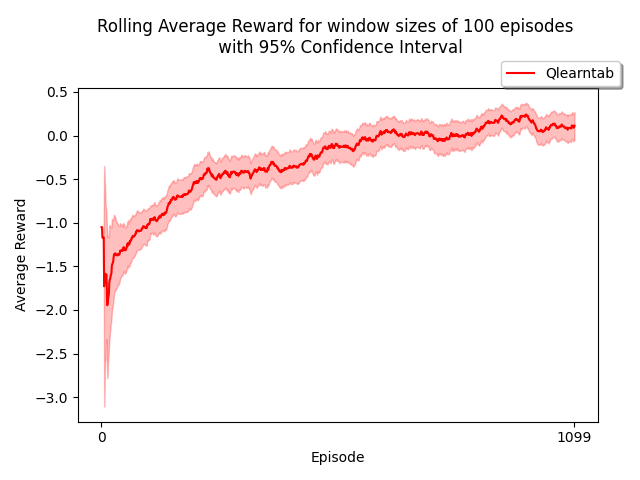 Rolling Average Reward for window sizes of 100 episodes
with 95% Confidence Interval
Qlearntab
0.5
0.0
−0.5
−1.0
−1.5
−2.0
−2.5
−3.0
Average Reward
0
1099
Episode